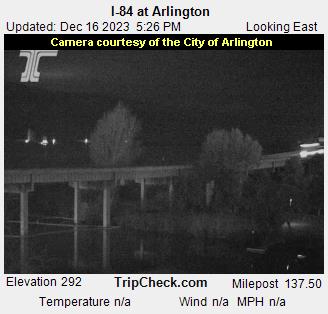 I-84 at Arlington
Updated: Dec 16 2023 5:26 PM Looking East
Camera courtesy of the City of Arlington
Elevation 292 TripCheck.com Milepost 137.50
Temperature n/a Wind n/a MPH n/a